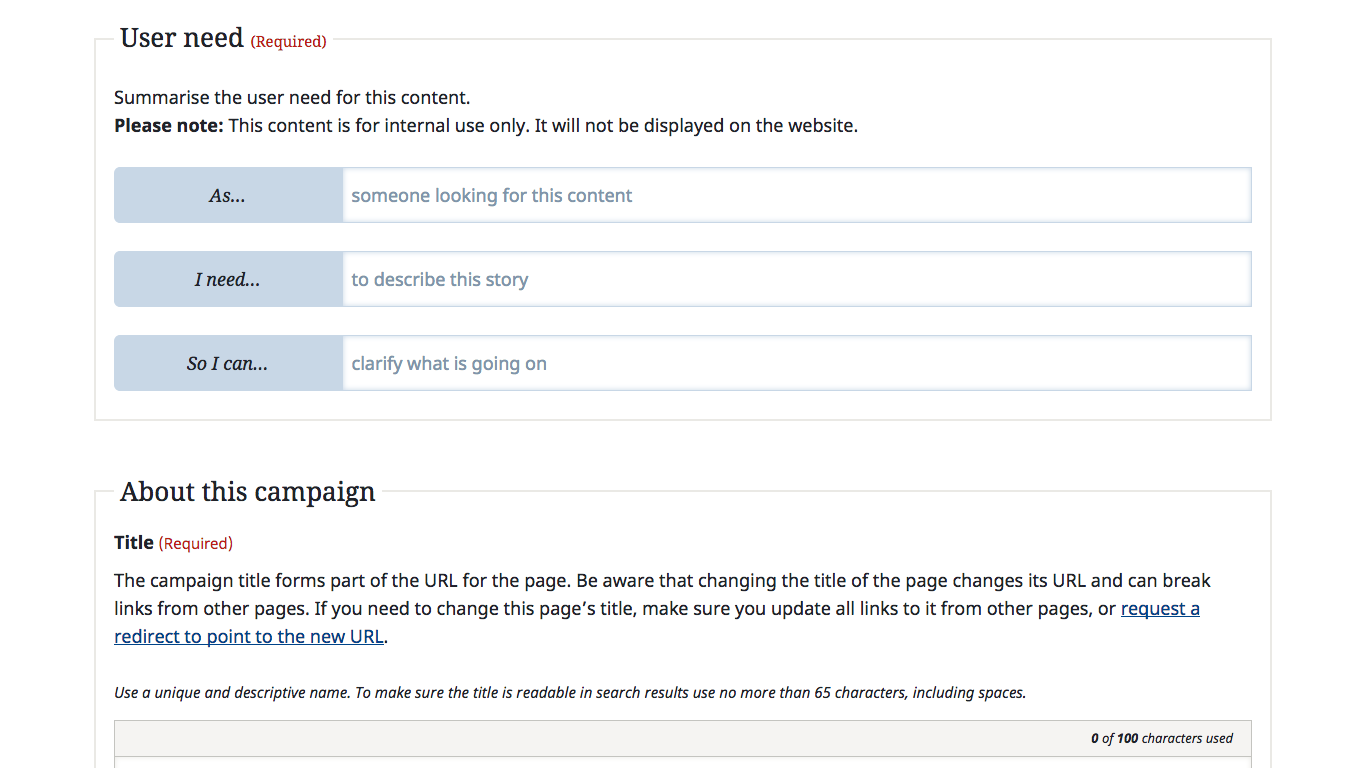 User need (Required)
Summarise the user need for this content.
Please note: This content is for internal use only. It will not be displayed on the website.
As... someone looking for this content
I need... to describe this story
So I can... clarify what is going on
About this campaign
Title (Required)
The campaign title forms part of the URL for the page. Be aware that changing the title of the page changes its URL and can break
links from other pages. If you need to change this page’s title, make sure you update all links to it from other pages, or request a
redirect to point to the new URL.
Use a unique and descriptive name. To make sure the title is readable in search results use no more than 65 characters, including spaces.
0 of 100 characters used